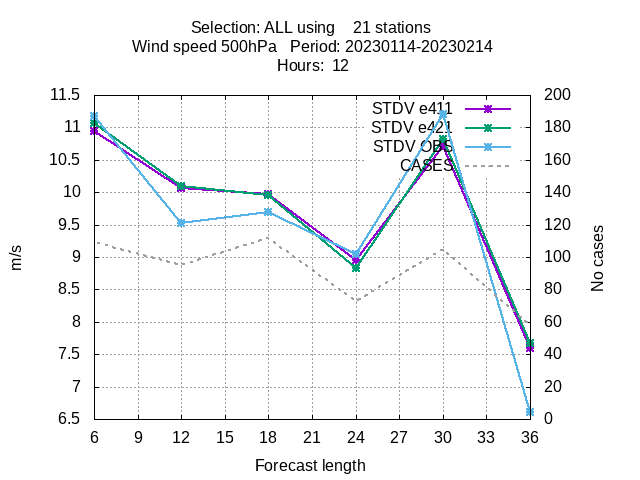 Selection: ALL using    21 stations
Wind speed 500hPa   Period: 20230114-20230214
Hours:  12
11.5
11
10.5
10
9.5
9
8.5
8
7.5
7
6.5
m/s
STDV e411
STDV e421
STDV OBS
CASES
200
180
160
140
120
100
80
60
40
20
0
No cases
6 9 12 15 18 21 24 27 30 33 36
Forecast length